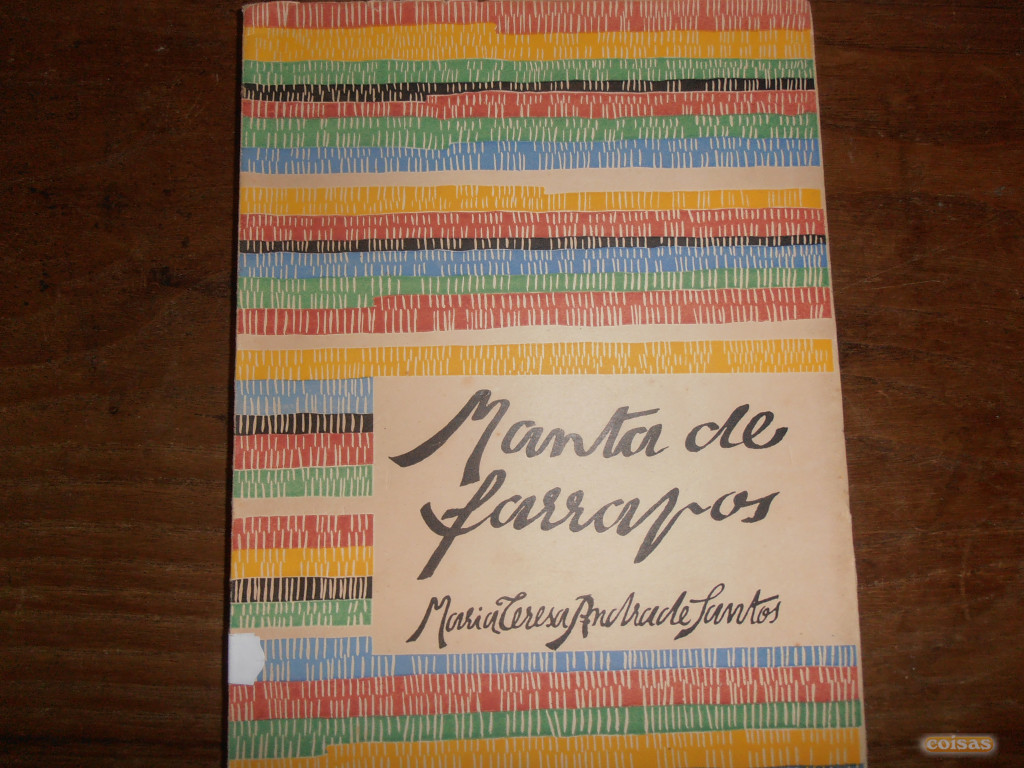 Manta de
farrapos
Maria Teresa Andrade Santos
coisas